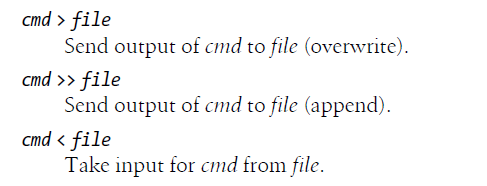 cmd > file
Send output of cmd to file (overwrite).
cmd >> file
Send output of cmd to file (append).
cmd < file
Take input for cmd from file.